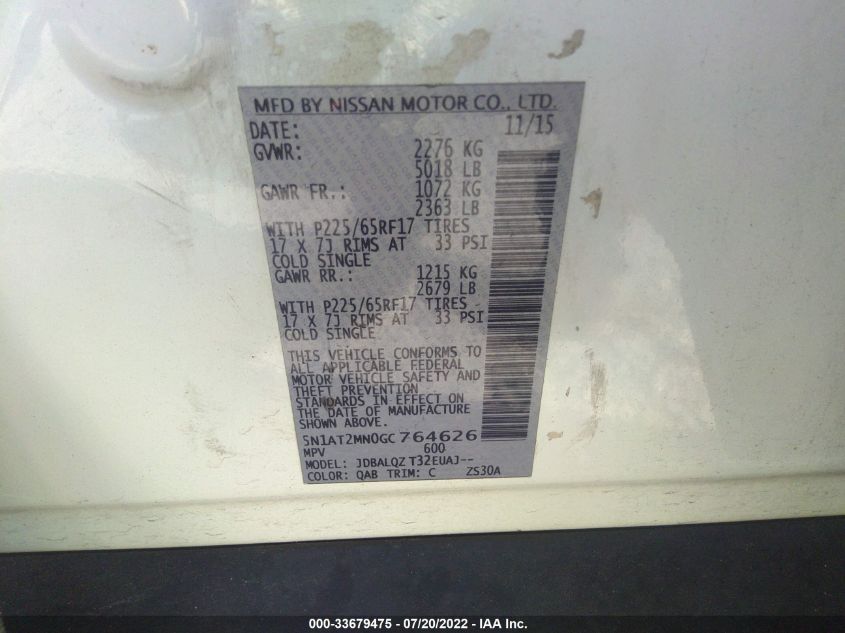 MFD BY NISSAN MOTOR CO., LTD.
DATE: 11/15
GVWR: 2276 KG
5018 LB
GAWR FR.: 1072 KG
2363 LB
WITH P225/65RF17 TIRES
17 X 7J RIMS AT 33 PSI
COLD SINGLE
GAWR RR.: 1215 KG
2679 LB
WITH P225/65RF17 TIRES
17 X 7J RIMS AT 33 PSI
COLD SINGLE
THIS VEHICLE CONFORMS TO
ALL APPLICABLE FEDERAL
MOTOR VEHICLE SAFETY AND
THEFT PREVENTION
STANDARDS IN EFFECT ON
THE DATE OF MANUFACTURE
SHOWN ABOVE.
5N1AT2MN0GC764626
MPV 600
MODEL: JDBALQZ T32EUAJ--
COLOR: QAB TRIM: C ZS30A
000-33679475 - 07/20/2022 - IAA Inc.